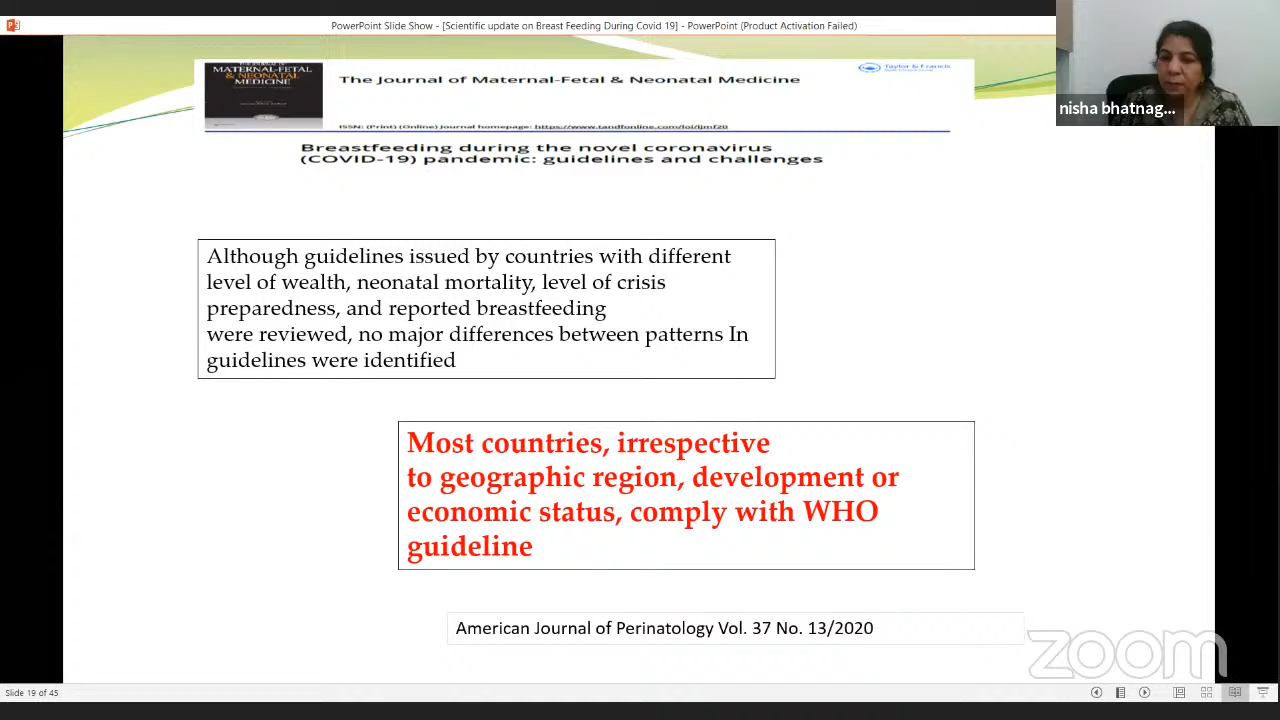 PowerPoint Slide Show - [Scientific update on Breast Feeding During Covid 19] - PowerPoint (Product Activation Failed)
MATERNAL-FETAL
& NEONATAL
MEDICINE
The Journal of Maternal-Fetal & Neonatal Medicine
Taylor & Francis
ISSN: (Print) (Online) Journal homepage: https://www.tandfonline.com/loi/ijmf20
Breastfeeding during the novel coronavirus
(COVID-19) pandemic: guidelines and challenges
nisha bhatnag...
Although guidelines issued by countries with different
level of wealth, neonatal mortality, level of crisis
preparedness, and reported breastfeeding
were reviewed, no major differences between patterns In
guidelines were identified
Most countries, irrespective
to geographic region, development or
economic status, comply with WHO
guideline
American Journal of Perinatology Vol. 37 No. 13/2020
zoom
Slide 19 of 45